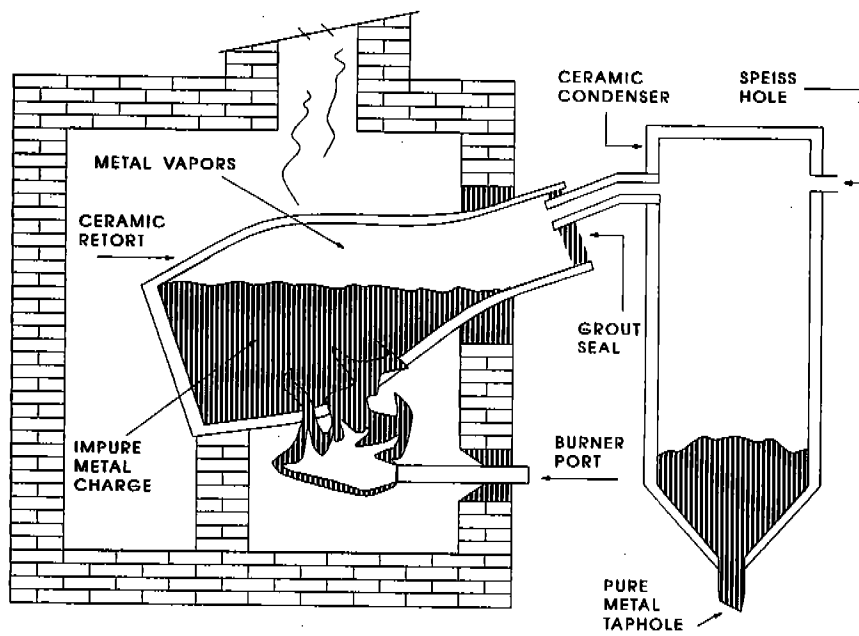 CERAMIC
CONDENSER
SPEISS
HOLE
METAL VAPORS
CERAMIC
RETORT
GROUT
SEAL
IMPURE
METAL
CHARGE
BURNER
PORT
PURE
METAL
TAPHOLE